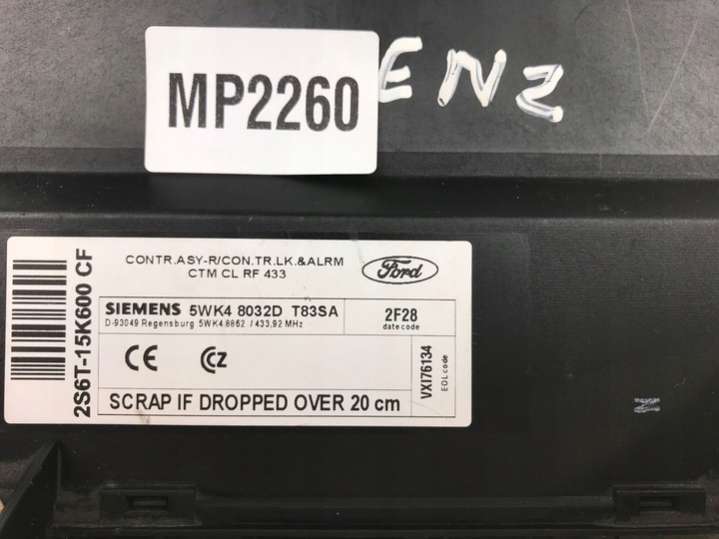 MP2260
ENZ
CONTR.ASY-R/CON.TR.LK.&ALRM
CTM CL RF 433
Ford
SIEMENS 5WK4 8032D T83SA
D-93049 Regensburg 5WK4 8862 / 433,92 MHz
2F28
date code
CE CZ
SCRAP IF DROPPED OVER 20 cm
VXI76134
EOL code
2S6T-15K600 CF